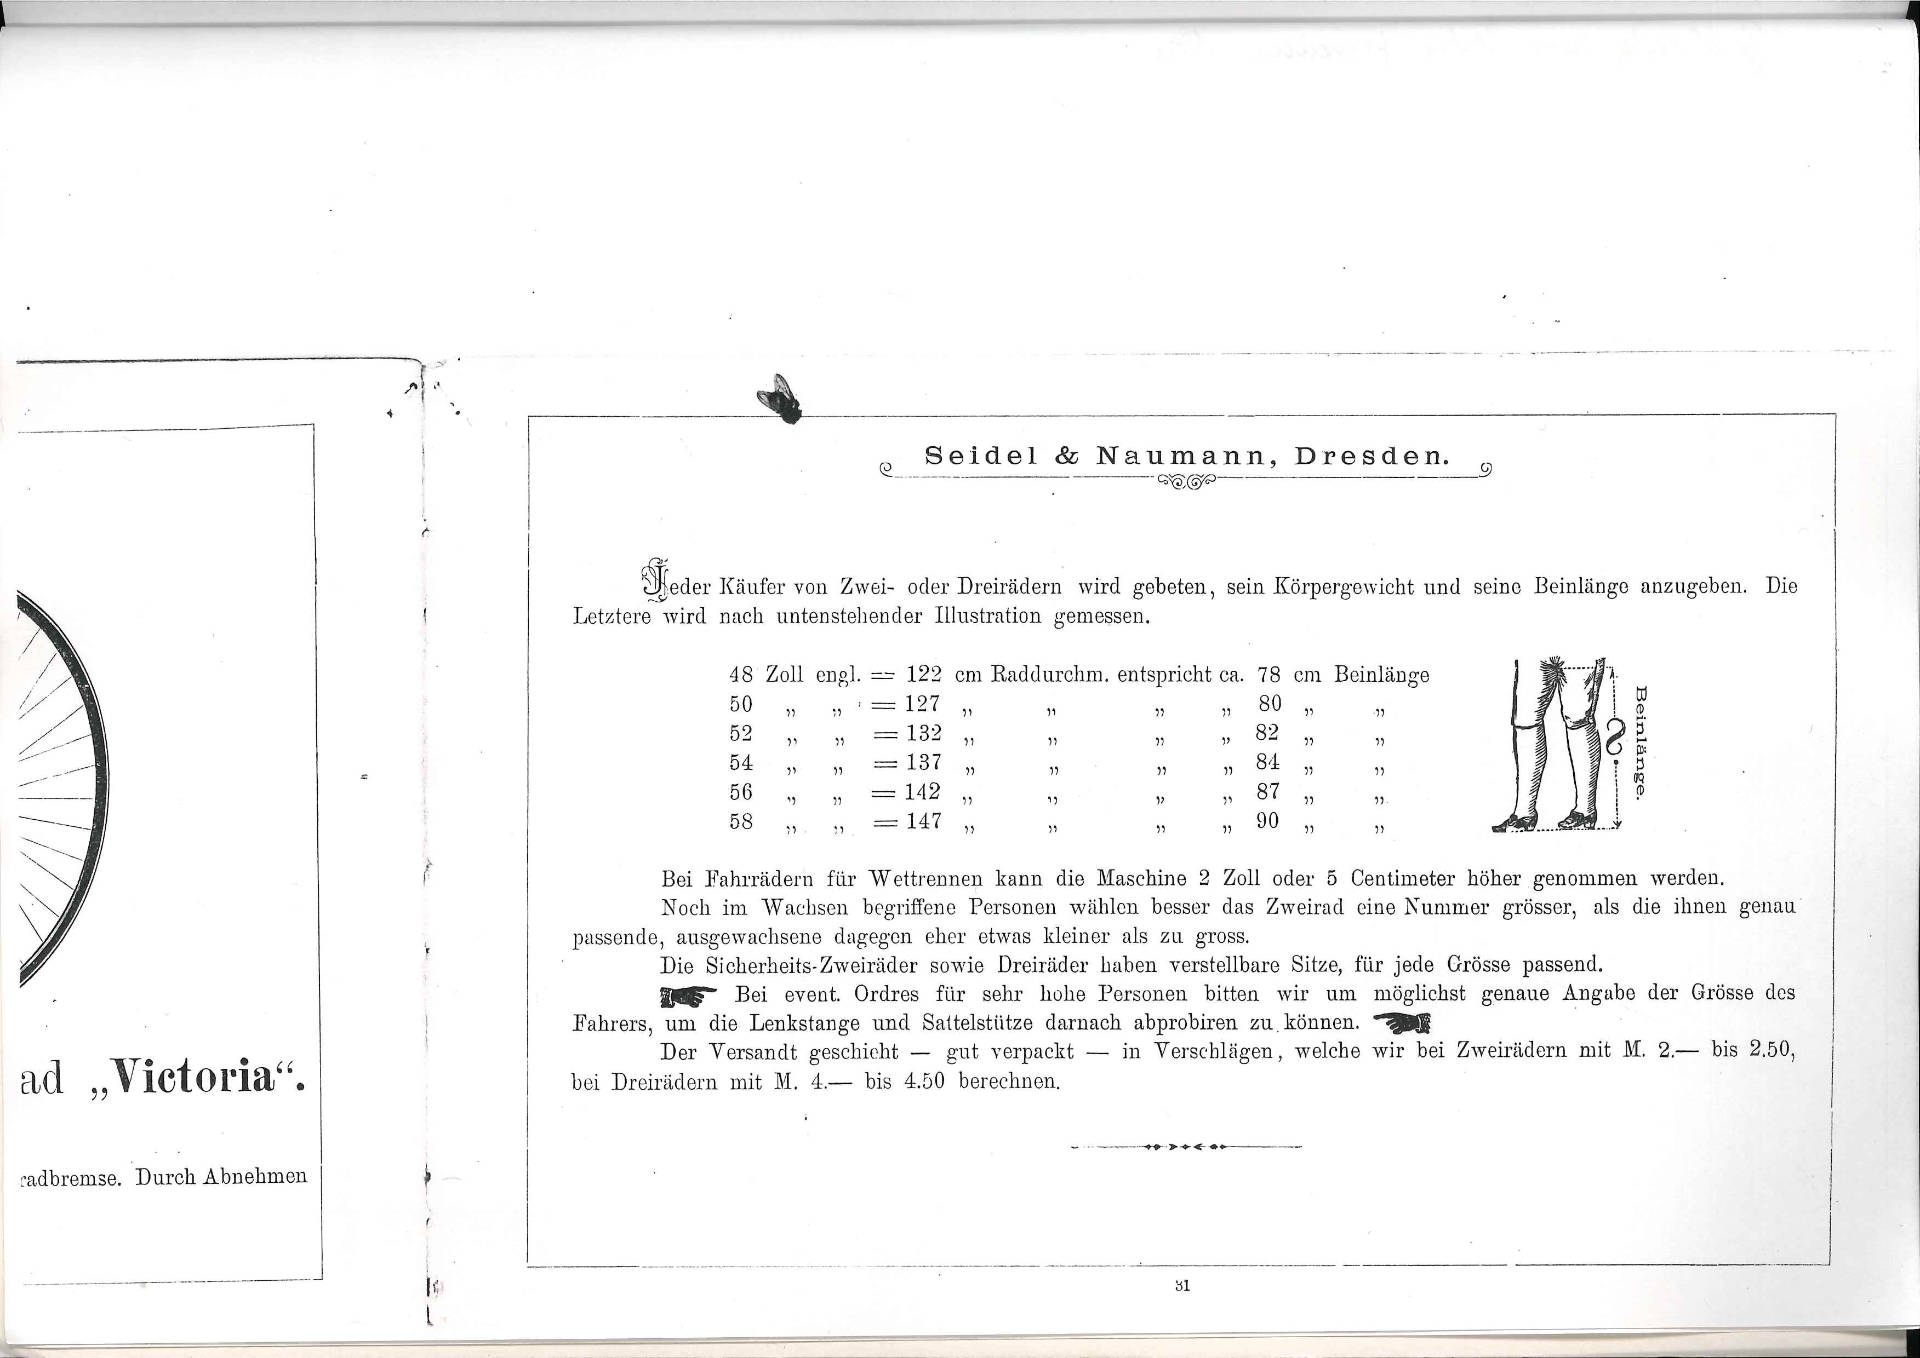 ad „Victoria“.
radbremse. Durch Abnehmen
Seidel & Naumann, Dresden.
Jeder Käufer von Zwei- oder Dreirädern wird gebeten, sein Körpergewicht und seine Beinlänge anzugeben. Die
Letztere wird nach untenstehender Illustration gemessen.
48 Zoll engl. = 122 cm Raddurchm. entspricht ca. 78 cm Beinlänge
50 „ „ = 127 „ „ „ „ 80 „ „
52 „ „ = 132 „ „ „ „ 82 „ „
54 „ „ = 137 „ „ „ „ 84 „ „
56 „ „ = 142 „ „ „ „ 87 „ „
58 „ „ = 147 „ „ „ „ 90 „ „
Beinlänge.
Bei Fahrrädern für Wettrennen kann die Maschine 2 Zoll oder 5 Centimeter höher genommen werden.
Noch im Wachsen begriffene Personen wählen besser das Zweirad eine Nummer grösser, als die ihnen genau
passende, ausgewachsene dagegen eher etwas kleiner als zu gross.
Die Sicherheits-Zweiräder sowie Dreiräder haben verstellbare Sitze, für jede Grösse passend.
Bei event. Ordres für sehr hohe Personen bitten wir um möglichst genaue Angabe der Grösse des
Fahrers, um die Lenkstange und Sattelstütze darnach abprobiren zu können.
Der Versandt geschieht — gut verpackt — in Verschlägen, welche wir bei Zweirädern mit M. 2.— bis 2.50,
bei Dreirädern mit M. 4.— bis 4.50 berechnen.
31